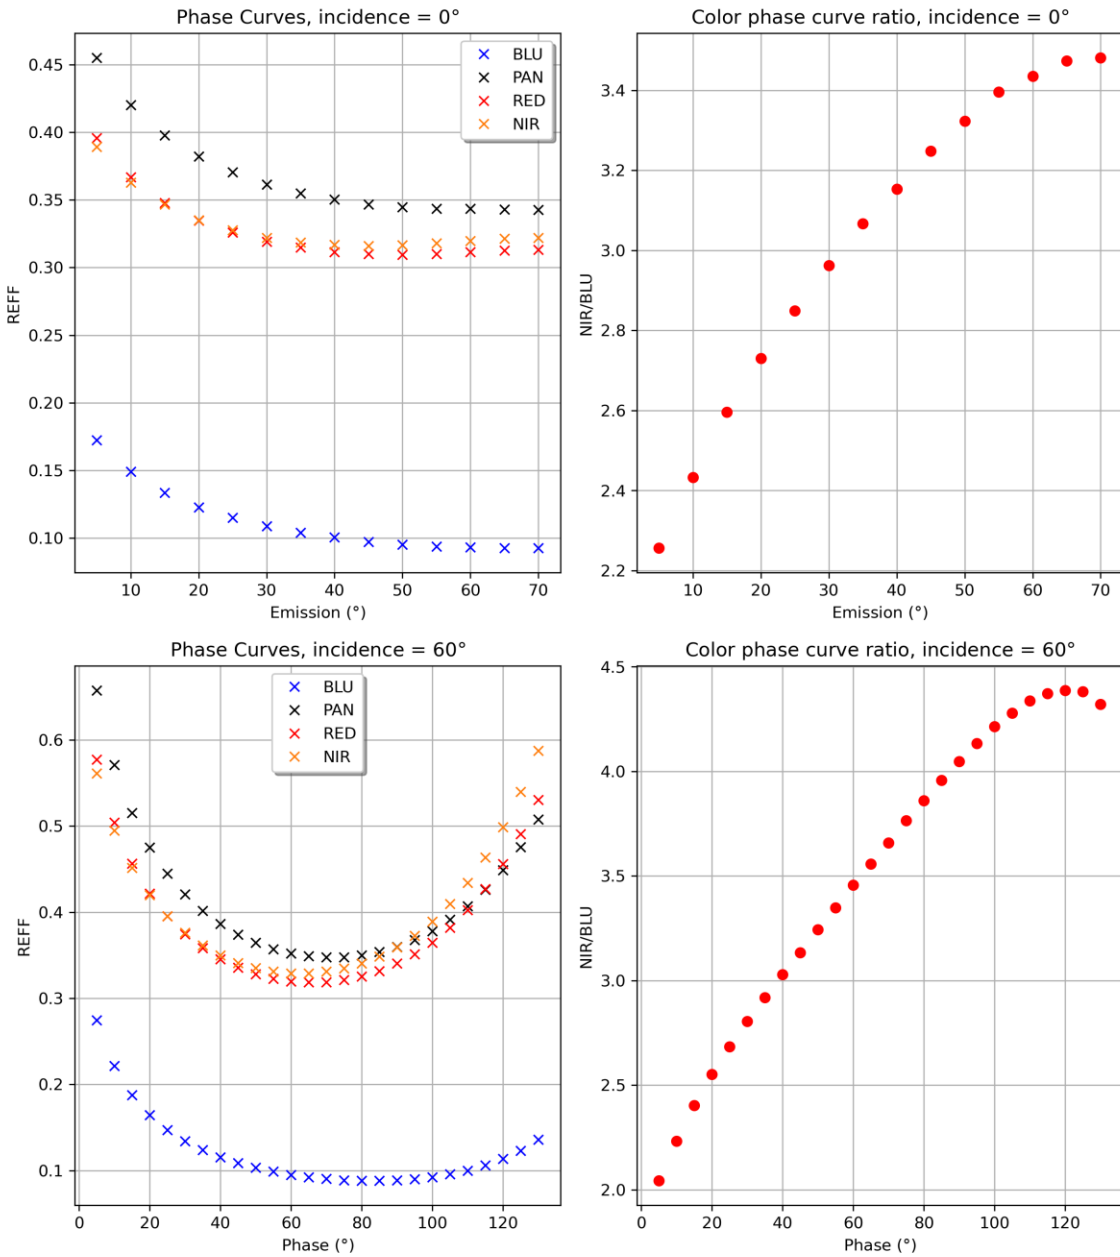 Phase Curves, incidence = 0°
REFF
0.45
0.40
0.35
0.30
0.25
0.20
0.15
0.10
BLU
PAN
RED
NIR
10 20 30 40 50 60 70
Emission (°)
Color phase curve ratio, incidence = 0°
NIR/BLU
3.4
3.2
3.0
2.8
2.6
2.4
2.2
10 20 30 40 50 60 70
Emission (°)
Phase Curves, incidence = 60°
REFF
0.6
0.5
0.4
0.3
0.2
0.1
BLU
PAN
RED
NIR
0 20 40 60 80 100 120
Phase (°)
Color phase curve ratio, incidence = 60°
NIR/BLU
4.5
4.0
3.5
3.0
2.5
2.0
0 20 40 60 80 100 120
Phase (°)